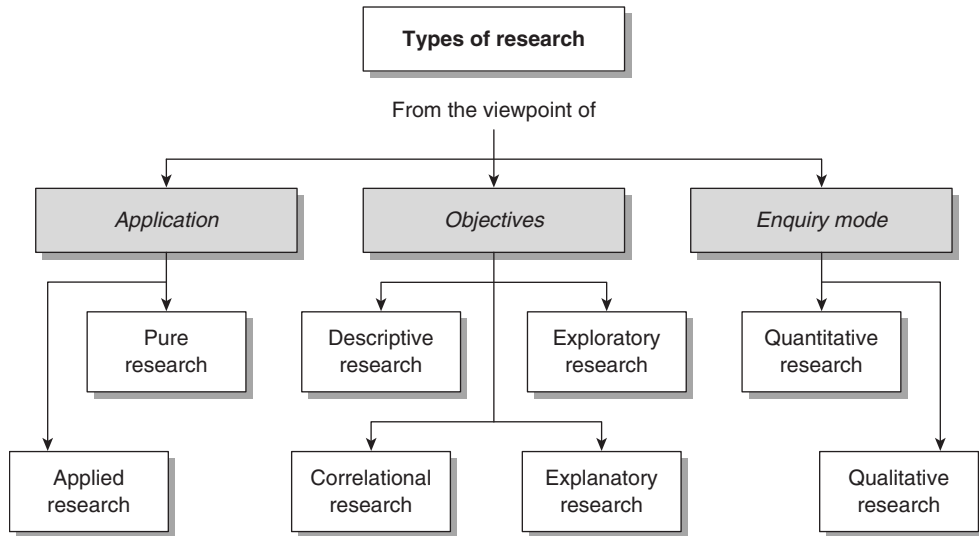 Types of research
From the viewpoint of
Application
Objectives
Enquiry mode
Pure
research
Descriptive
research
Exploratory
research
Quantitative
research
Applied
research
Correlational
research
Explanatory
research
Qualitative
research